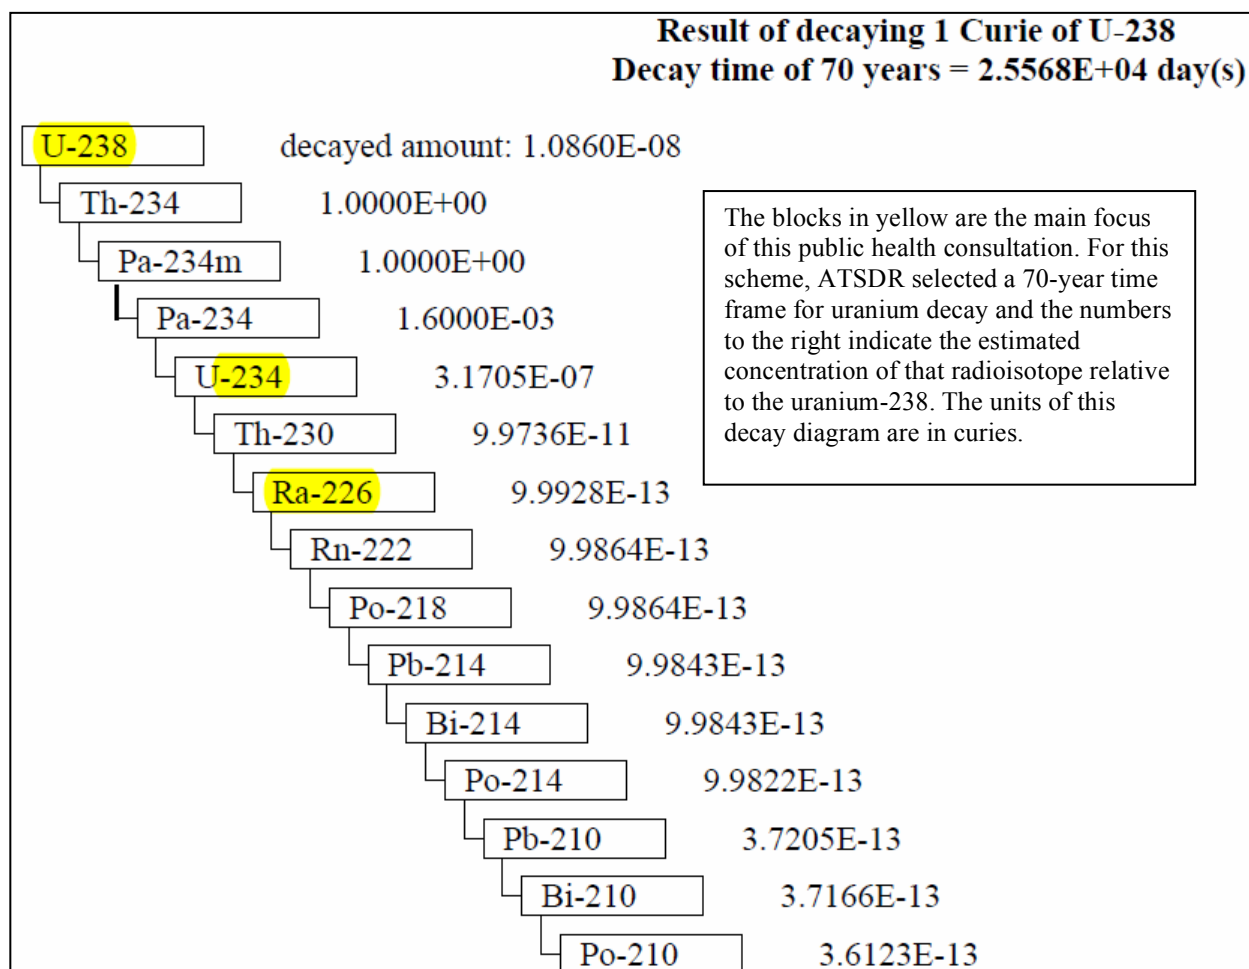 Result of decaying 1 Curie of U-238
Decay time of 70 years = 2.5568E+04 day(s)
U-238 decayed amount: 1.0860E-08
Th-234 1.0000E+00
Pa-234m 1.0000E+00
Pa-234 1.6000E-03
U-234 3.1705E-07
Th-230 9.9736E-11
Ra-226 9.9928E-13
Rn-222 9.9864E-13
Po-218 9.9864E-13
Pb-214 9.9843E-13
Bi-214 9.9843E-13
Po-214 9.9822E-13
Pb-210 3.7205E-13
Bi-210 3.7166E-13
Po-210 3.6123E-13
The blocks in yellow are the main focus
of this public health consultation. For this
scheme, ATSDR selected a 70-year time
frame for uranium decay and the numbers
to the right indicate the estimated
concentration of that radioisotope relative
to the uranium-238. The units of this
decay diagram are in curies.